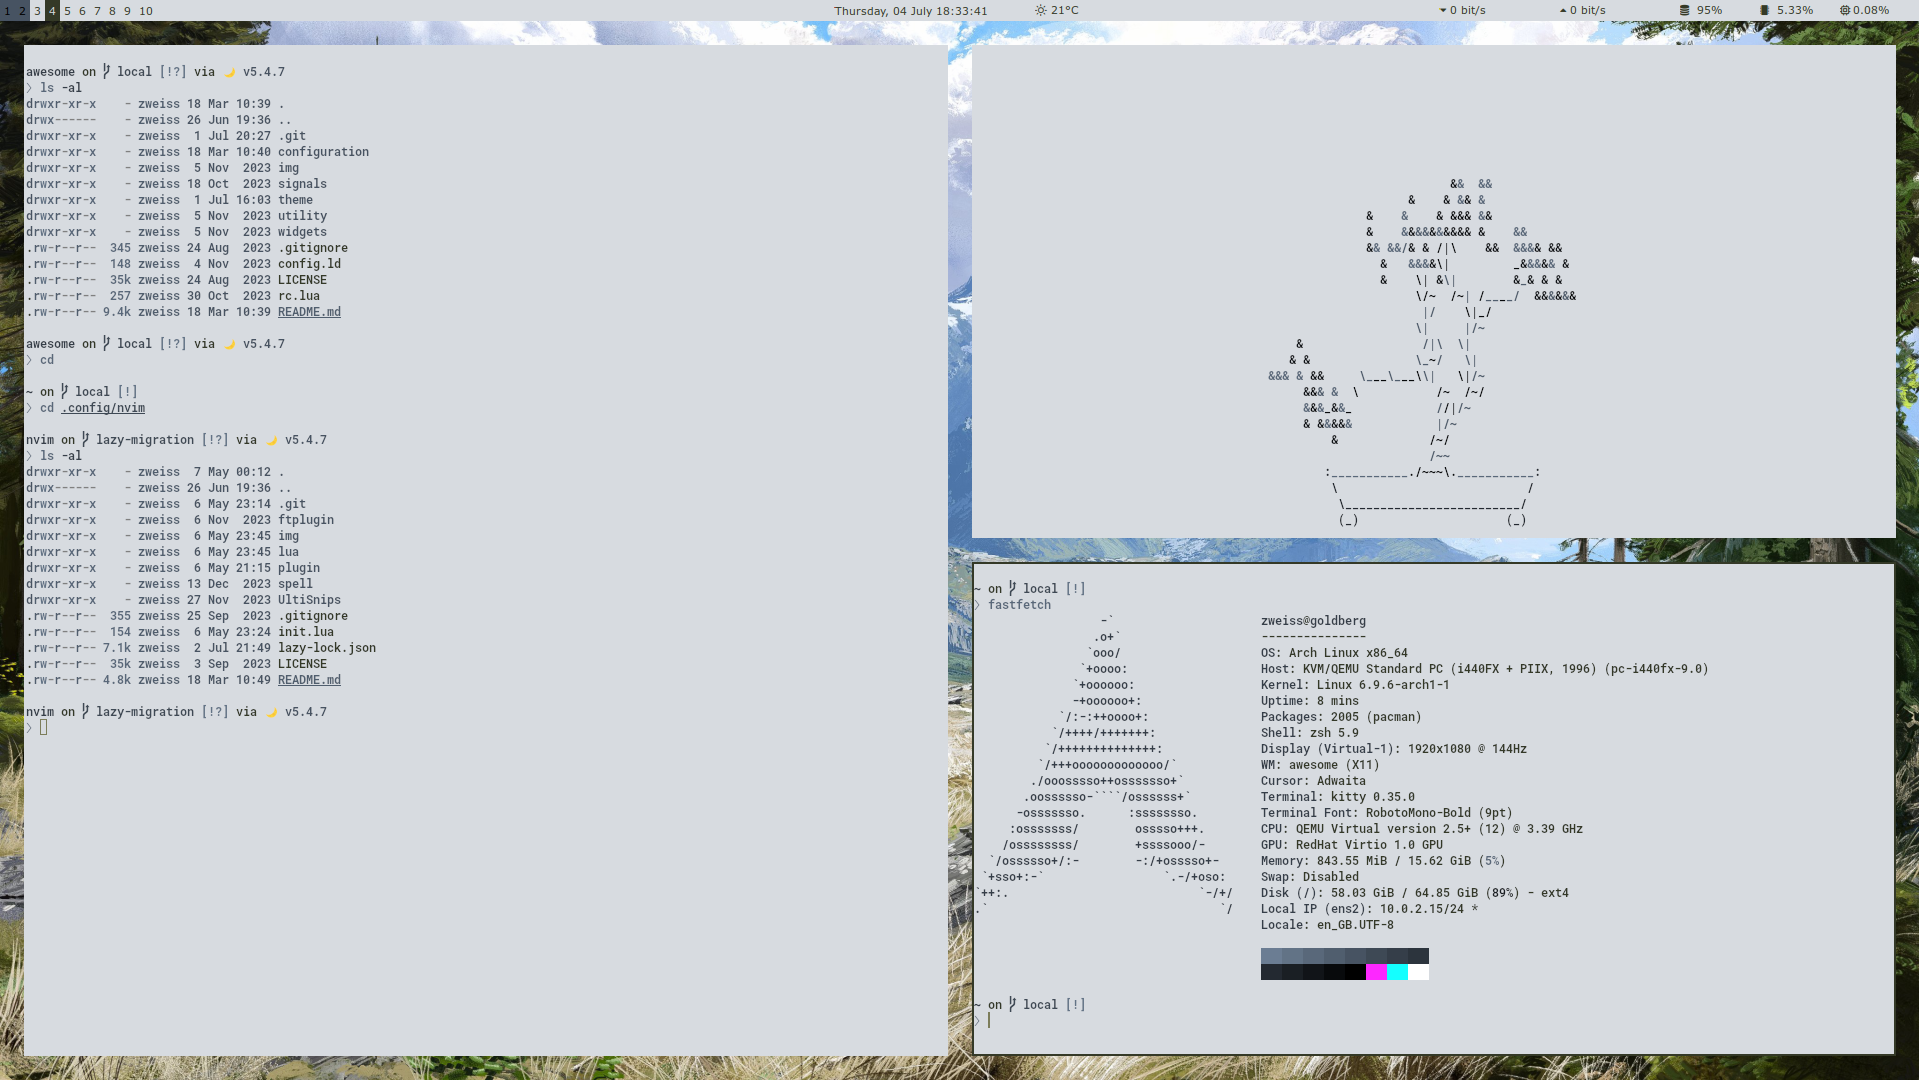 1 2 3 4 5 6 7 8 9 10
Thursday, 04 July 18:33:41
21°C
0 bit/s
0 bit/s
95%
5.33%
0.08%
awesome on local [!?] via 🌙 v5.4.7
❯ ls -al
drwxr-xr-x    - zweiss 18 Mar 10:39 .
drwx------    - zweiss 26 Jun 19:36 ..
drwxr-xr-x    - zweiss  1 Jul 20:27 .git
drwxr-xr-x    - zweiss 18 Mar 10:40 configuration
drwxr-xr-x    - zweiss  5 Nov  2023 img
drwxr-xr-x    - zweiss 18 Oct  2023 signals
drwxr-xr-x    - zweiss  1 Jul 16:03 theme
drwxr-xr-x    - zweiss  5 Nov  2023 utility
drwxr-xr-x    - zweiss  5 Nov  2023 widgets
.rw-r--r--  345 zweiss 24 Aug  2023 .gitignore
.rw-r--r--  148 zweiss  4 Nov  2023 config.ld
.rw-r--r--  35k zweiss 24 Aug  2023 LICENSE
.rw-r--r--  257 zweiss 30 Oct  2023 rc.lua
.rw-r--r-- 9.4k zweiss 18 Mar 10:39 README.md
awesome on local [!?] via 🌙 v5.4.7
❯ cd
~ on local [!]
❯ cd .config/nvim
nvim on lazy-migration [!?] via 🌙 v5.4.7
❯ ls -al
drwxr-xr-x    - zweiss  7 May 00:12 .
drwx------    - zweiss 26 Jun 19:36 ..
drwxr-xr-x    - zweiss  6 May 23:14 .git
drwxr-xr-x    - zweiss  6 Nov  2023 ftplugin
drwxr-xr-x    - zweiss  6 May 23:45 img
drwxr-xr-x    - zweiss  6 May 23:45 lua
drwxr-xr-x    - zweiss  6 May 21:15 plugin
drwxr-xr-x    - zweiss 13 Dec  2023 spell
drwxr-xr-x    - zweiss 27 Nov  2023 UltiSnips
.rw-r--r--  355 zweiss 25 Sep  2023 .gitignore
.rw-r--r--  154 zweiss  6 May 23:24 init.lua
.rw-r--r-- 7.1k zweiss  2 Jul 21:49 lazy-lock.json
.rw-r--r--  35k zweiss  3 Sep  2023 LICENSE
.rw-r--r-- 4.8k zweiss 18 Mar 10:49 README.md
nvim on lazy-migration [!?] via 🌙 v5.4.7
❯
~ on local [!]
❯ fastfetch
zweiss@goldberg
---------------
OS: Arch Linux x86_64
Host: KVM/QEMU Standard PC (i440FX + PIIX, 1996) (pc-i440fx-9.0)
Kernel: Linux 6.9.6-arch1-1
Uptime: 8 mins
Packages: 2005 (pacman)
Shell: zsh 5.9
Display (Virtual-1): 1920x1080 @ 144Hz
WM: awesome (X11)
Cursor: Adwaita
Terminal: kitty 0.35.0
Terminal Font: RobotoMono-Bold (9pt)
CPU: QEMU Virtual version 2.5+ (12) @ 3.39 GHz
GPU: RedHat Virtio 1.0 GPU
Memory: 843.55 MiB / 15.62 GiB (5%)
Swap: Disabled
Disk (/): 58.03 GiB / 64.85 GiB (89%) - ext4
Local IP (ens2): 10.0.2.15/24 *
Locale: en_GB.UTF-8
~ on local [!]
❯